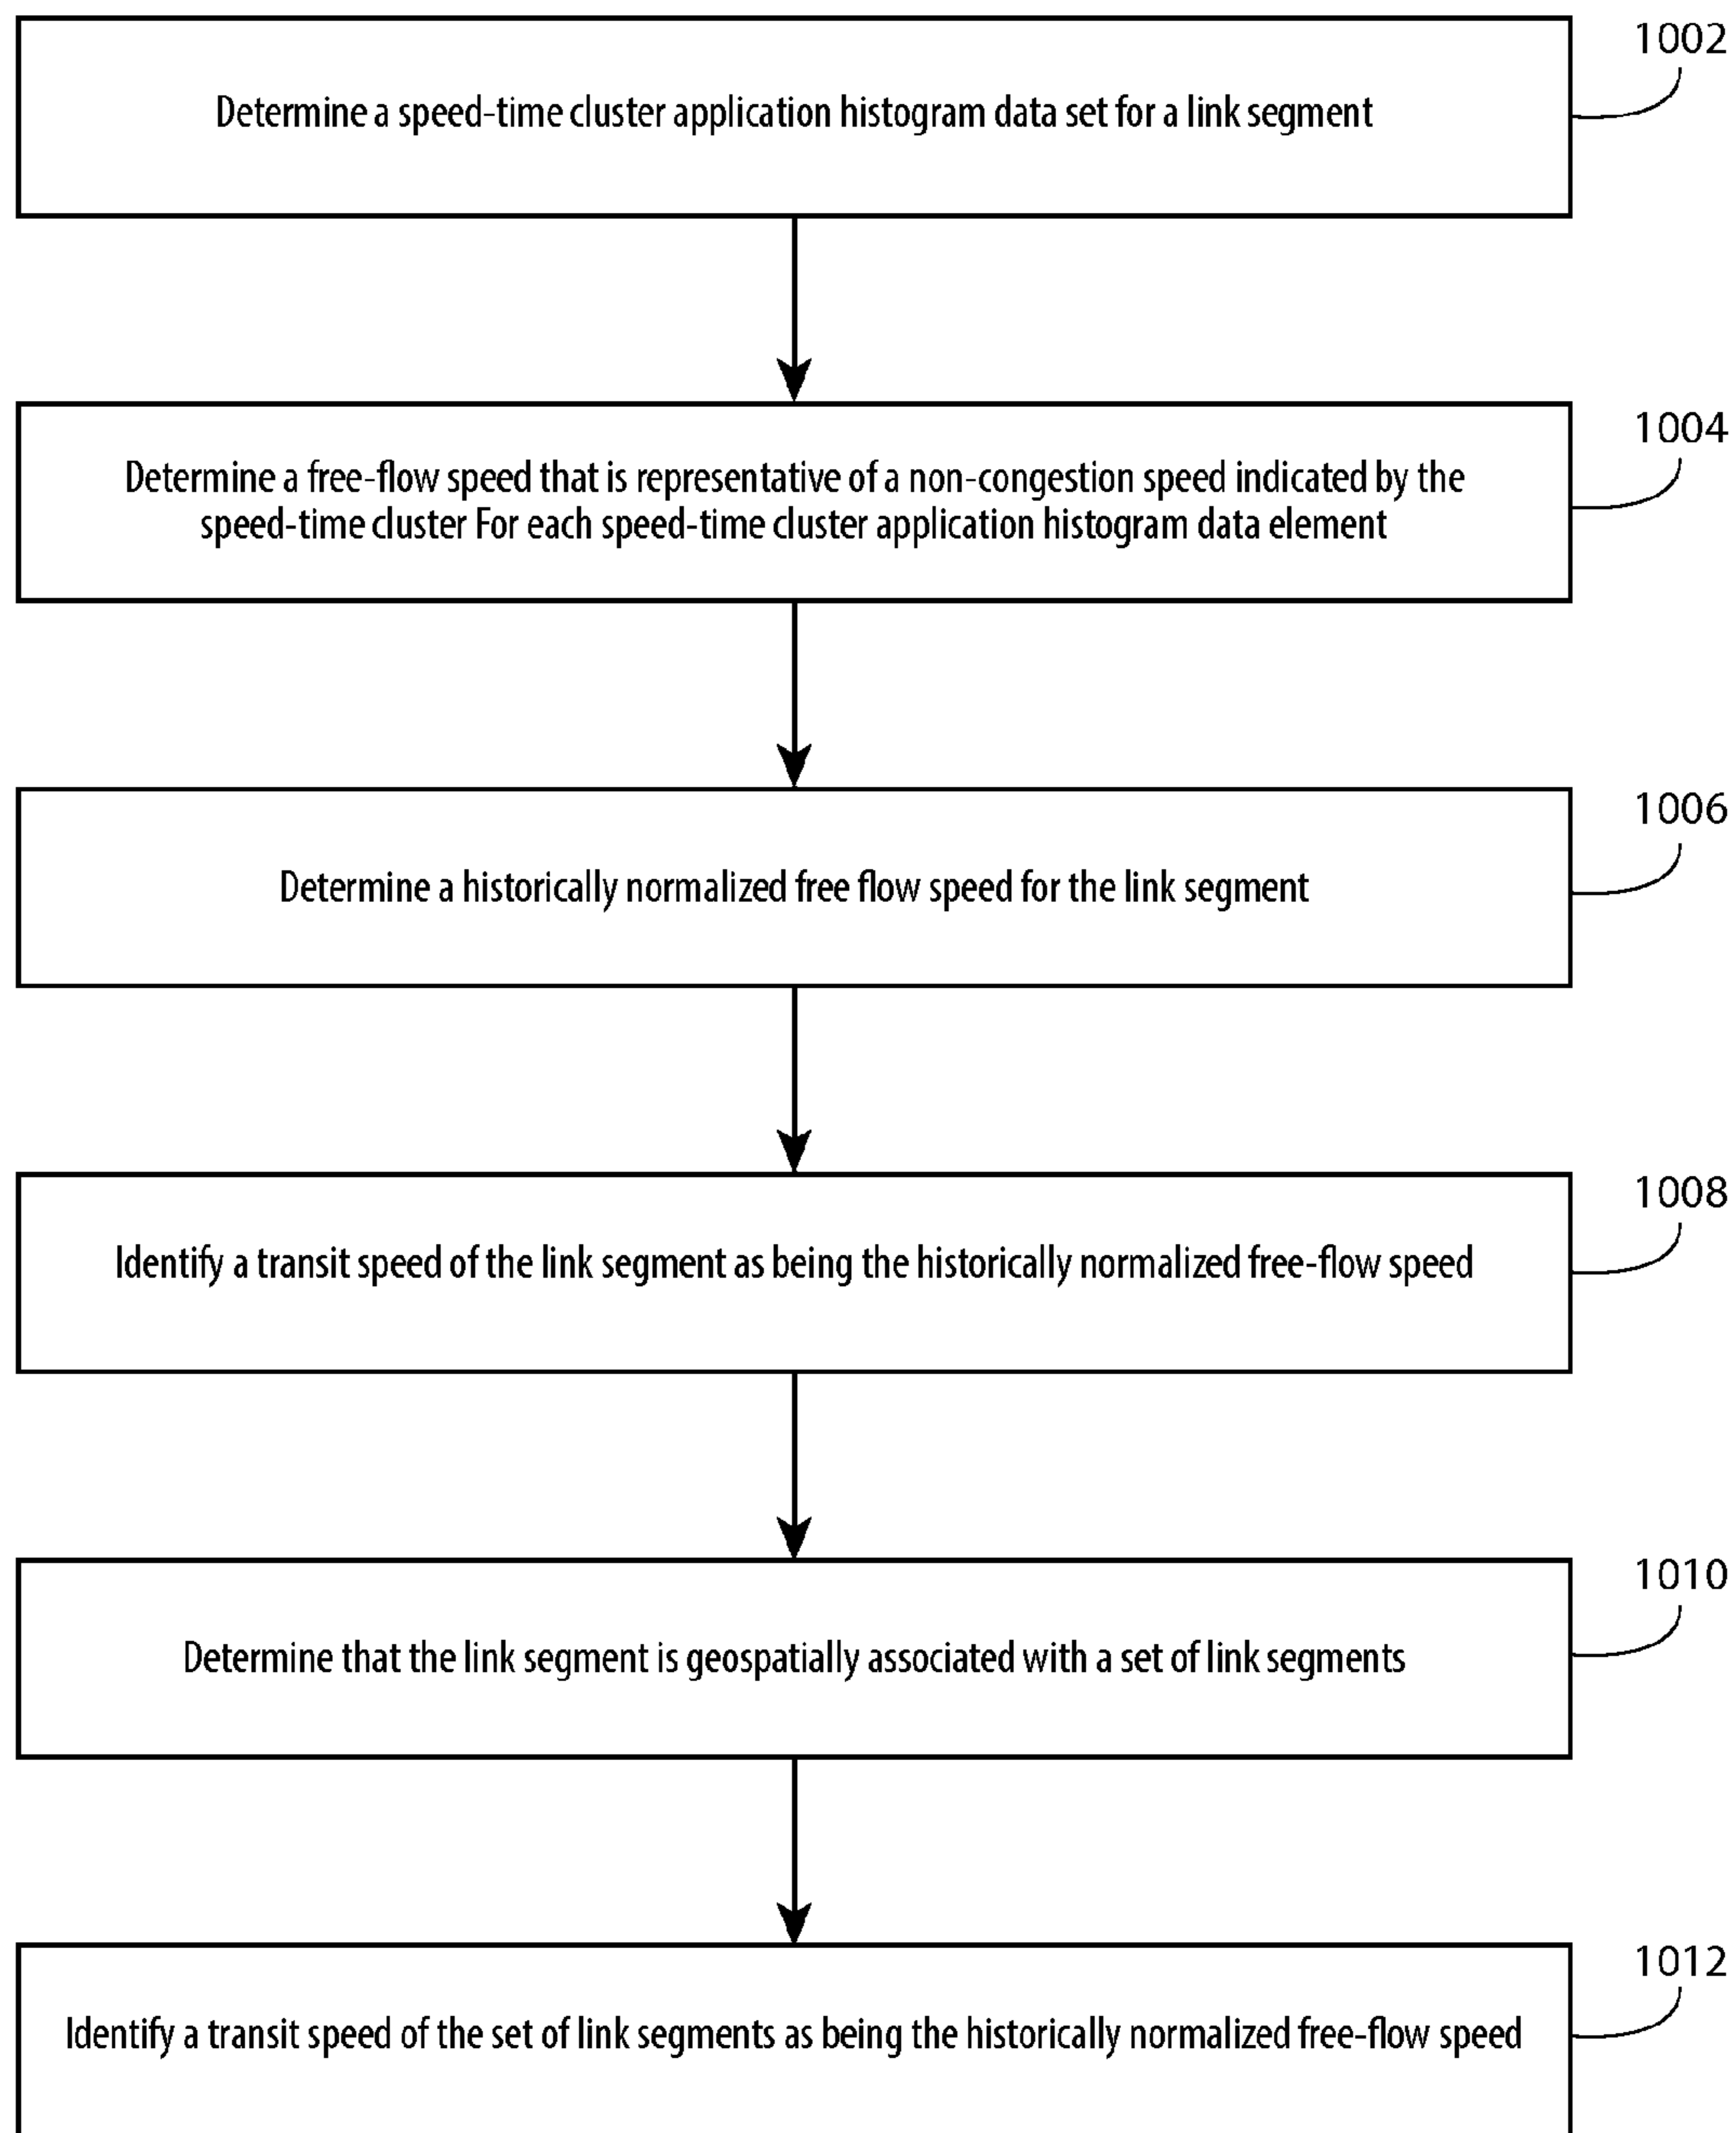 1002
Determine a speed-time cluster application histogram data set for a link segment
1004
Determine a free-flow speed that is representative of a non-congestion speed indicated by the
speed-time cluster For each speed-time cluster application histogram data element
1006
Determine a historically normalized free flow speed for the link segment
1008
Identify a transit speed of the link segment as being the historically normalized free-flow speed
1010
Determine that the link segment is geospatially associated with a set of link segments
1012
Identify a transit speed of the set of link segments as being the historically normalized free-flow speed